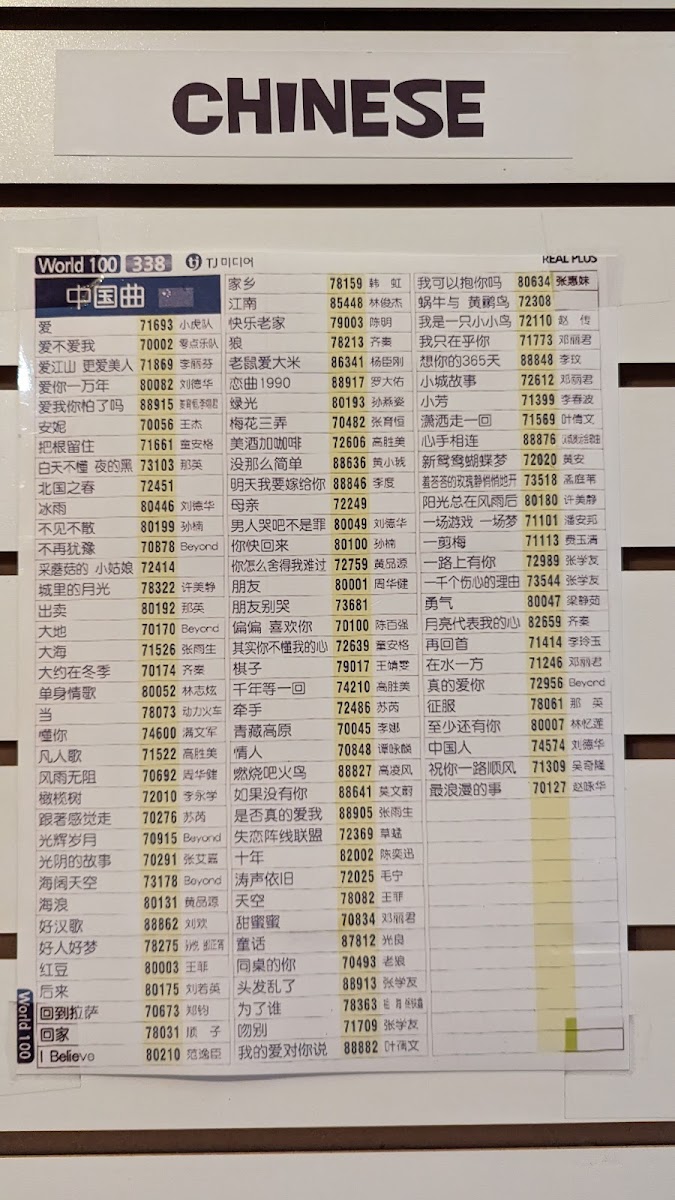 CHINESE
World 100 338 TJ 미디어 REAL PLUS
中国曲
爱 71693 小虎队
爱不爱我 70002 零点乐队
爱江山 更爱美人 71869 李丽芬
爱你一万年 80082 刘德华
爱我你怕了吗 88915
安妮 70056 王杰
把根留住 71661 童安格
白天不懂 夜的黑 73103 那英
北国之春 72451
冰雨 80446 刘德华
不见不散 80199 孙楠
不再犹豫 70878 Beyond
采蘑菇的 小姑娘 72414
城里的月光 78322 许美静
出卖 80192 那英
大地 70170 Beyond
大海 71526 张雨生
大约在冬季 70174 齐秦
单身情歌 80052 林志炫
当 78073 动力火车
懂你 74600 满文军
凡人歌 71522 高胜美
风雨无阻 70692 周华健
橄榄树 72010 李永学
跟著感觉走 70276 苏芮
光辉岁月 70915 Beyond
光阴的故事 70291 张艾嘉
海阔天空 73178 Beyond
海浪 80131 黄品源
好汉歌 88862 刘欢
好人好梦 78275
红豆 80003 王菲
后来 80175 刘若英
回到拉萨 70673 郑钧
回家 78031 顺 子
I Believe 80210 范逸臣
World 100
家乡 78159 韩 虹
江南 85448 林俊杰
快乐老家 79003 陈明
狼 78213 齐秦
老鼠爱大米 86341 杨臣刚
恋曲1990 88917 罗大佑
绿光 80193 孙燕姿
梅花三弄 70482 张育恒
美酒加咖啡 72606 高胜美
没那么简单 88636 黄小琥
明天我要嫁给你 88846 李度
母亲 72249
男人哭吧不是罪 80049 刘德华
你快回来 80100 孙楠
你怎么舍得我难过 72759 黄品源
朋友 80001 周华健
朋友别哭 73681
偏偏 喜欢你 70100 陈百强
其实你不懂我的心 72639 童安格
棋子 79017 王靖雯
千年等一回 74210 高胜美
牵手 72486 苏芮
青藏高原 70045 李娜
情人 70848 谭咏麟
燃烧吧火鸟 88827 高凌风
如果没有你 88641 莫文蔚
是否真的爱我 88905 张雨生
失恋阵线联盟 72369 草蜢
十年 82002 陈奕迅
涛声依旧 72025 毛宁
天空 78082 王菲
甜蜜蜜 70834 邓丽君
童话 87812 光良
同桌的你 70493 老狼
头发乱了 88913 张学友
为了谁 78363
吻别 71709 张学友
我的爱对你说 88882 叶倩文
我可以抱你吗 80634 张惠妹
蜗牛与 黄鹂鸟 72308
我是一只小小鸟 72110 赵 传
我只在乎你 71773 邓丽君
想你的365天 88848 李玟
小城故事 72612 邓丽君
小芳 71399 李春波
潇洒走一回 71569 叶倩文
心手相连 88876
新鸳鸯蝴蝶梦 72020 黄安
羞答答的玫瑰静悄悄地开 73518 孟庭苇
阳光总在风雨后 80180 许美静
一场游戏 一场梦 71101 潘安邦
一剪梅 71113 费玉清
一路上有你 72989 张学友
一千个伤心的理由 73544 张学友
勇气 80047 梁静茹
月亮代表我的心 82659 齐秦
再回首 71414 李玲玉
在水一方 71246 邓丽君
真的爱你 72956 Beyond
征服 78061 那 英
至少还有你 80007 林忆莲
中国人 74574 刘德华
祝你一路顺风 71309 吴奇隆
最浪漫的事 70127 赵咏华